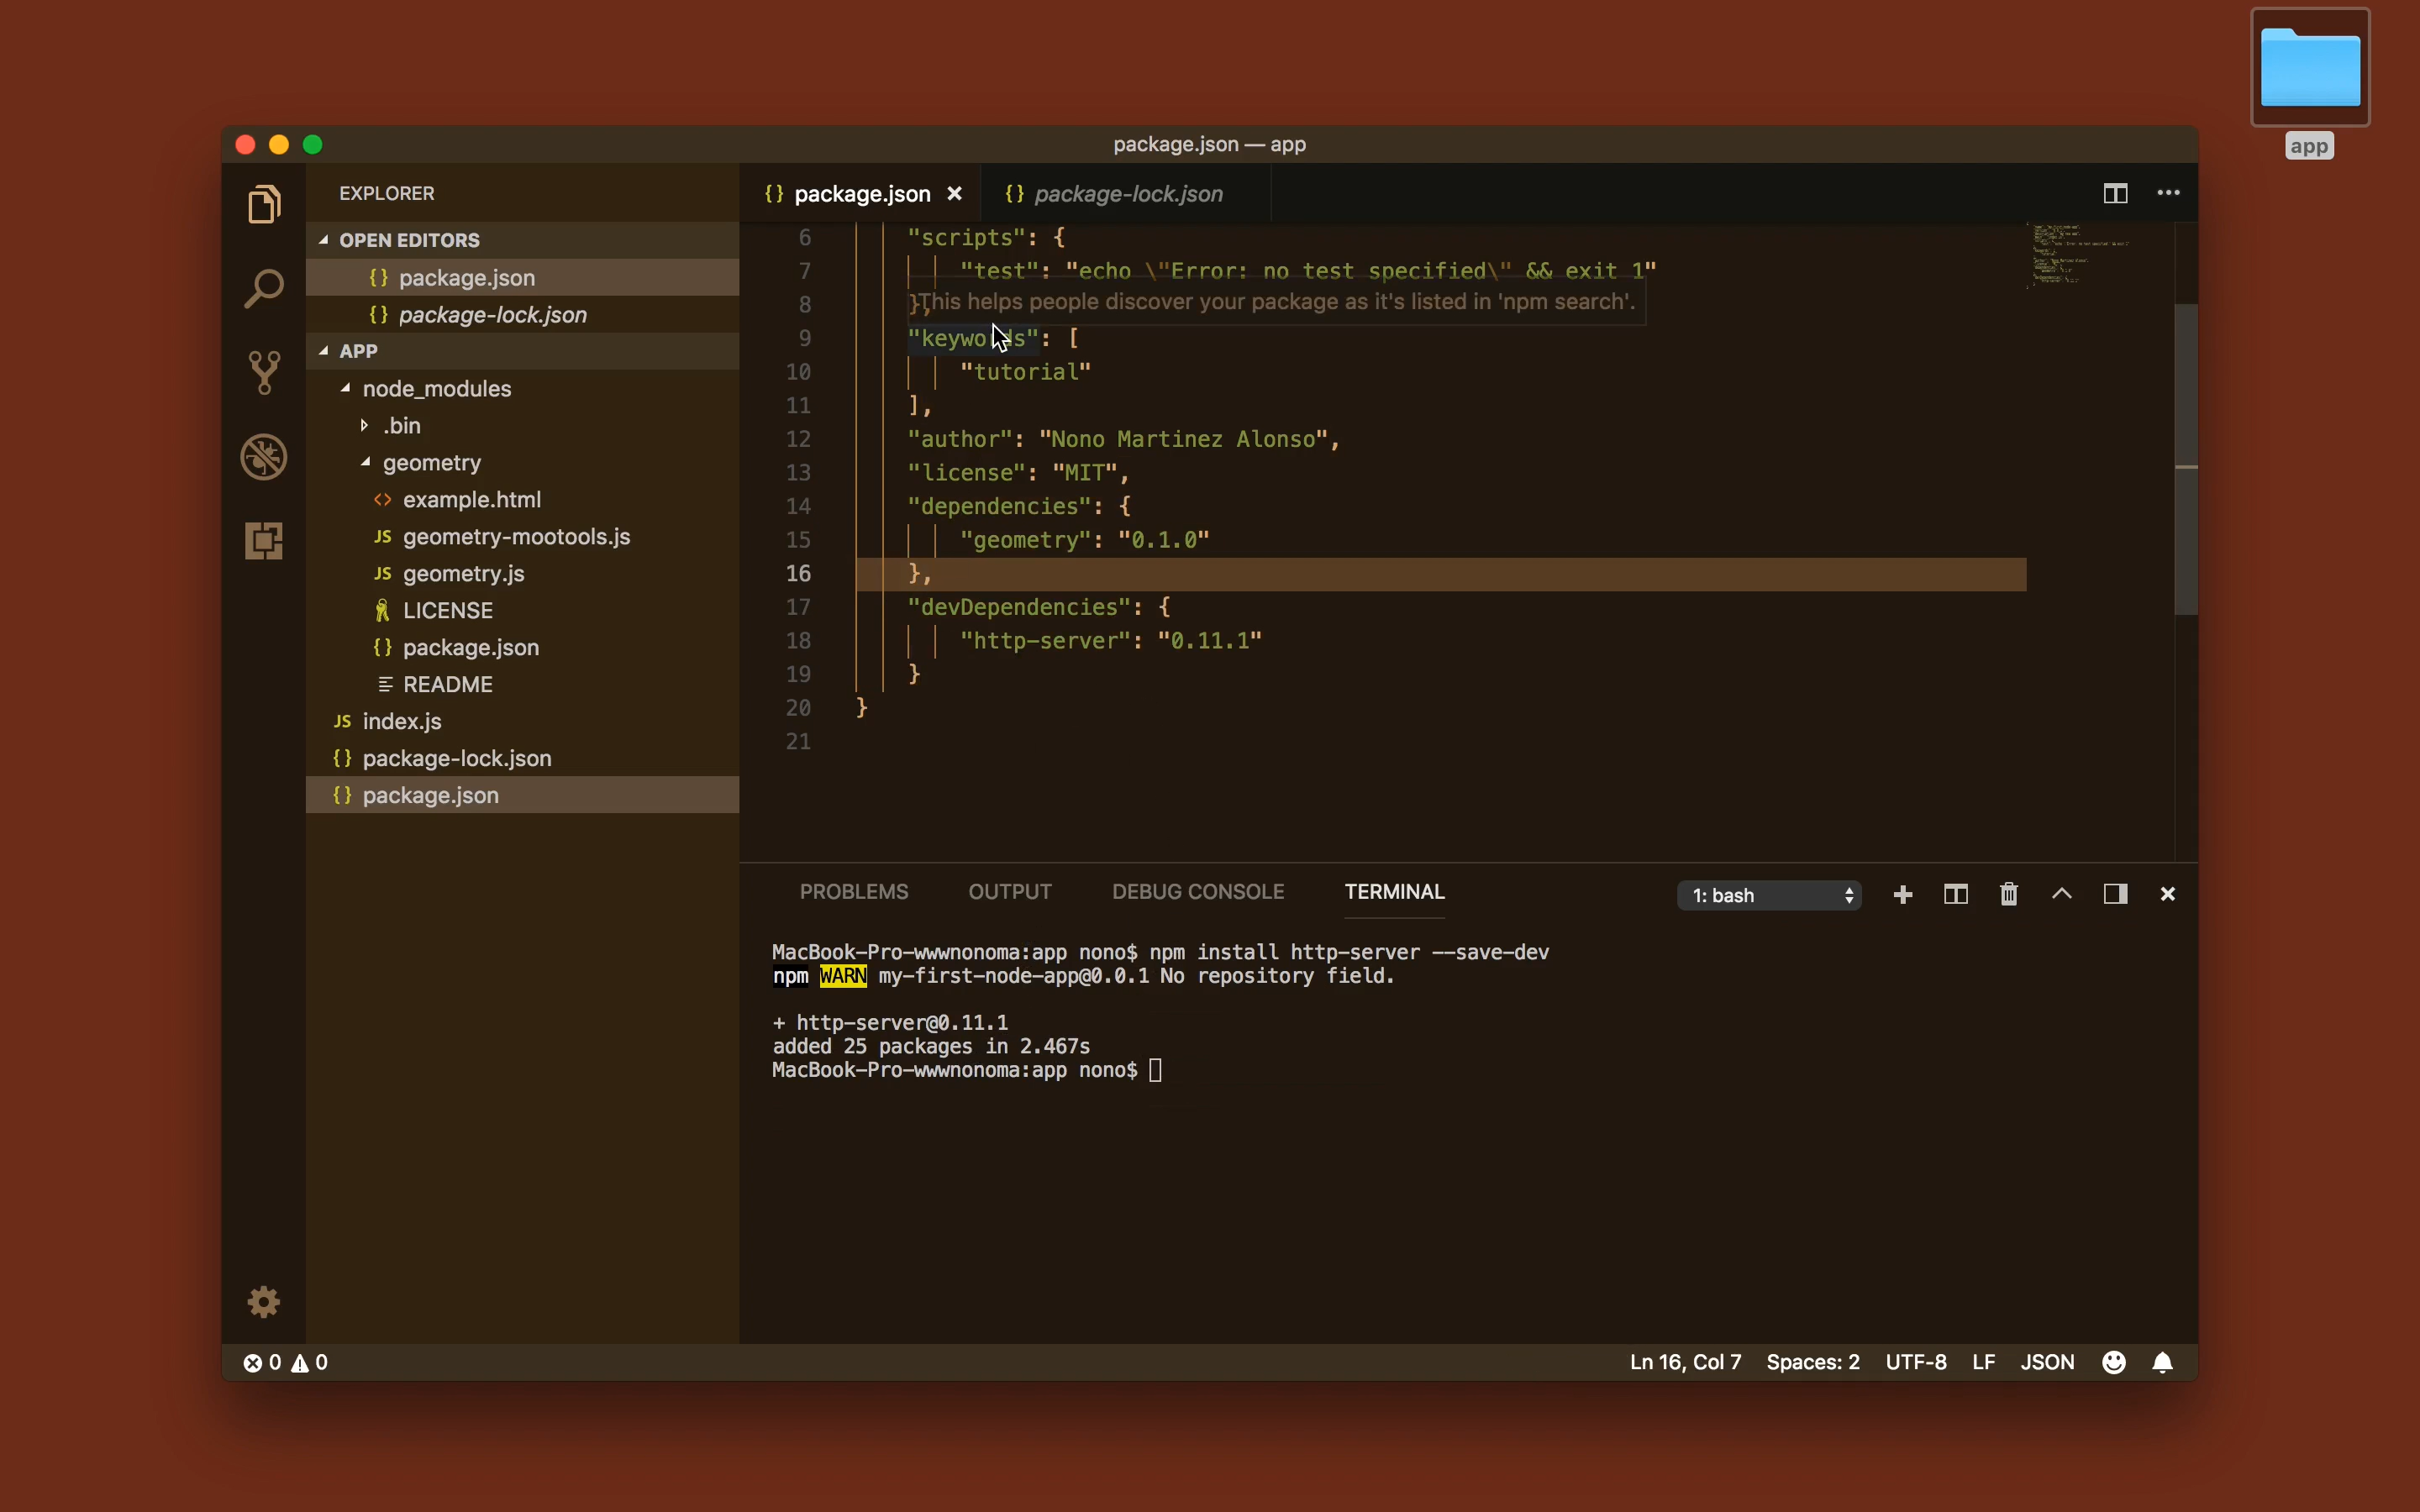 app
package.json — app
EXPLORER
OPEN EDITORS
{} package.json
{} package-lock.json
APP
node_modules
.bin
geometry
<> example.html
JS geometry-mootools.js
JS geometry.js
LICENSE
{} package.json
README
JS index.js
{} package-lock.json
{} package.json
{} package.json × {} package-lock.json
6 "scripts": {
7 "test": "echo \"Error: no test specified\" && exit 1"
8 },
This helps people discover your package as it's listed in 'npm search'.
9 "keywords": [
10 "tutorial"
11 ],
12 "author": "Nono Martinez Alonso",
13 "license": "MIT",
14 "dependencies": {
15 "geometry": "0.1.0"
16 },
17 "devDependencies": {
18 "http-server": "0.11.1"
19 }
20 }
21
PROBLEMS OUTPUT DEBUG CONSOLE TERMINAL 1: bash
MacBook-Pro-wwwnonoma:app nono$ npm install http-server --save-dev
npm WARN my-first-node-app@0.0.1 No repository field.
+ http-server@0.11.1
added 25 packages in 2.467s
MacBook-Pro-wwwnonoma:app nono$
0 0 Ln 16, Col 7 Spaces: 2 UTF-8 LF JSON